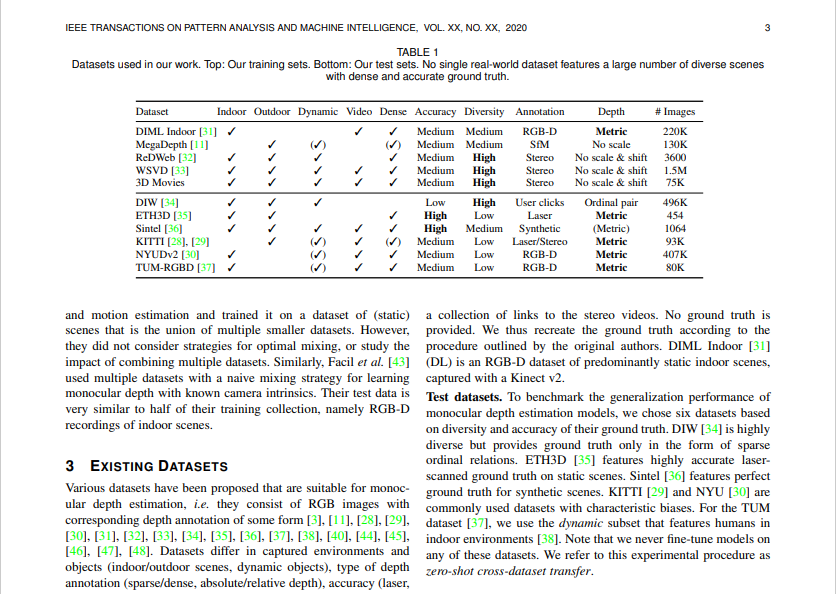 IEEE TRANSACTIONS ON PATTERN ANALYSIS AND MACHINE INTELLIGENCE, VOL. XX, NO. XX, 2020 3
TABLE 1
Datasets used in our work. Top: Our training sets. Bottom: Our test sets. No single real-world dataset features a large number of diverse scenes
with dense and accurate ground truth.
Dataset Indoor Outdoor Dynamic Video Dense Accuracy Diversity Annotation Depth # Images
DIML Indoor [31] ✓ ✓ ✓ Medium Medium RGB-D Metric 220K
MegaDepth [11] ✓ (✓) (✓) Medium Medium SfM No scale 130K
ReDWeb [32] ✓ ✓ ✓ ✓ Medium High Stereo No scale & shift 3600
WSVD [33] ✓ ✓ ✓ ✓ ✓ Medium High Stereo No scale & shift 1.5M
3D Movies ✓ ✓ ✓ ✓ ✓ Medium High Stereo No scale & shift 75K
DIW [34] ✓ ✓ ✓ Low High User clicks Ordinal pair 496K
ETH3D [35] ✓ ✓ ✓ High Low Laser Metric 454
Sintel [36] ✓ ✓ ✓ ✓ ✓ High Medium Synthetic (Metric) 1064
KITTI [28], [29] ✓ (✓) ✓ (✓) Medium Low Laser/Stereo Metric 93K
NYUDv2 [30] ✓ (✓) ✓ ✓ Medium Low RGB-D Metric 407K
TUM-RGBD [37] ✓ (✓) ✓ ✓ Medium Low RGB-D Metric 80K
and motion estimation and trained it on a dataset of (static)
scenes that is the union of multiple smaller datasets. However,
they did not consider strategies for optimal mixing, or study the
impact of combining multiple datasets. Similarly, Facil et al. [43]
used multiple datasets with a naive mixing strategy for learning
monocular depth with known camera intrinsics. Their test data is
very similar to half of their training collection, namely RGB-D
recordings of indoor scenes.
3 EXISTING DATASETS
Various datasets have been proposed that are suitable for monoc-
ular depth estimation, i.e. they consist of RGB images with
corresponding depth annotation of some form [3], [11], [28], [29],
[30], [31], [32], [33], [34], [35], [36], [37], [38], [40], [44], [45],
[46], [47], [48]. Datasets differ in captured environments and
objects (indoor/outdoor scenes, dynamic objects), type of depth
annotation (sparse/dense, absolute/relative depth), accuracy (laser,
a collection of links to the stereo videos. No ground truth is
provided. We thus recreate the ground truth according to the
procedure outlined by the original authors. DIML Indoor [31]
(DL) is an RGB-D dataset of predominantly static indoor scenes,
captured with a Kinect v2.
Test datasets. To benchmark the generalization performance of
monocular depth estimation models, we chose six datasets based
on diversity and accuracy of their ground truth. DIW [34] is highly
diverse but provides ground truth only in the form of sparse
ordinal relations. ETH3D [35] features highly accurate laser-
scanned ground truth on static scenes. Sintel [36] features perfect
ground truth for synthetic scenes. KITTI [29] and NYU [30] are
commonly used datasets with characteristic biases. For the TUM
dataset [37], we use the dynamic subset that features humans in
indoor environments [38]. Note that we never fine-tune models on
any of these datasets. We refer to this experimental procedure as
zero-shot cross-dataset transfer.